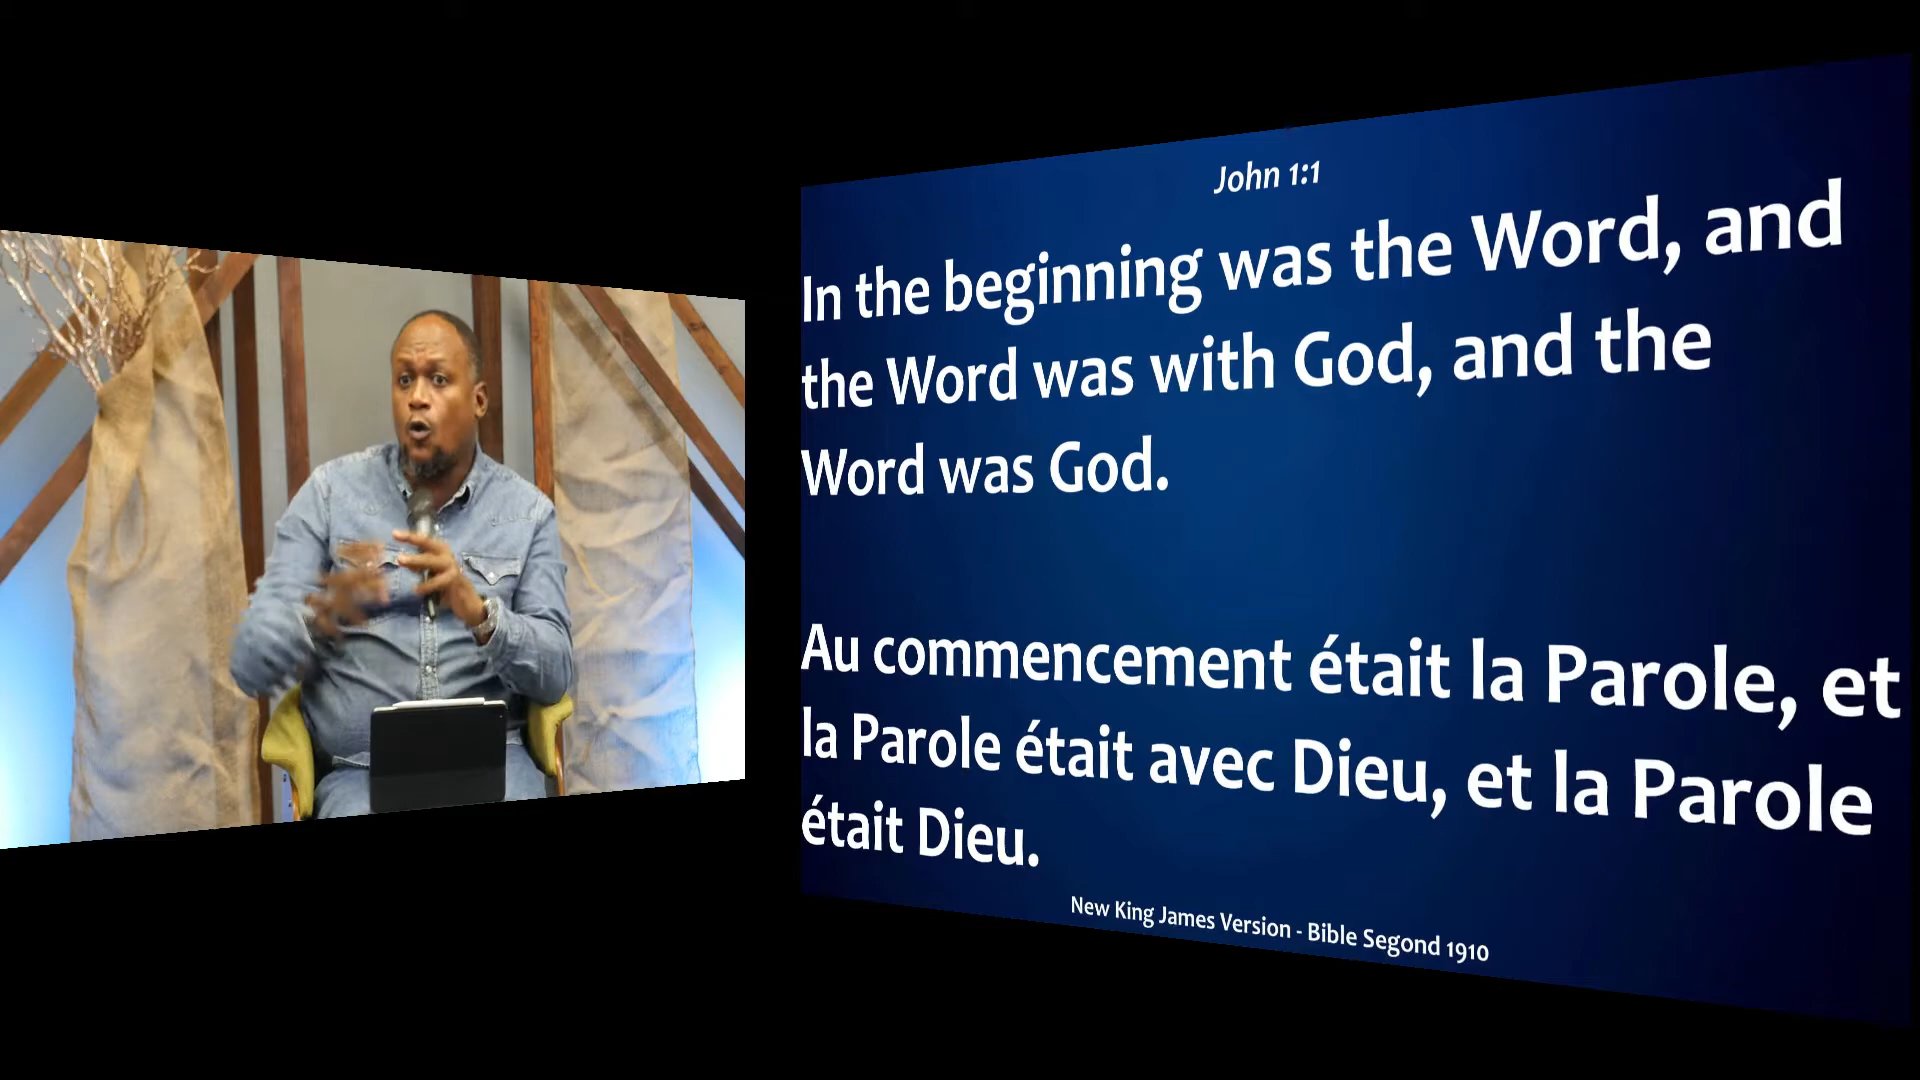 John 1:1
In the beginning was the Word, and
the Word was with God, and the
Word was God.
Au commencement était la Parole, et
la Parole était avec Dieu, et la Parole
était Dieu.
New King James Version - Bible Segond 1910